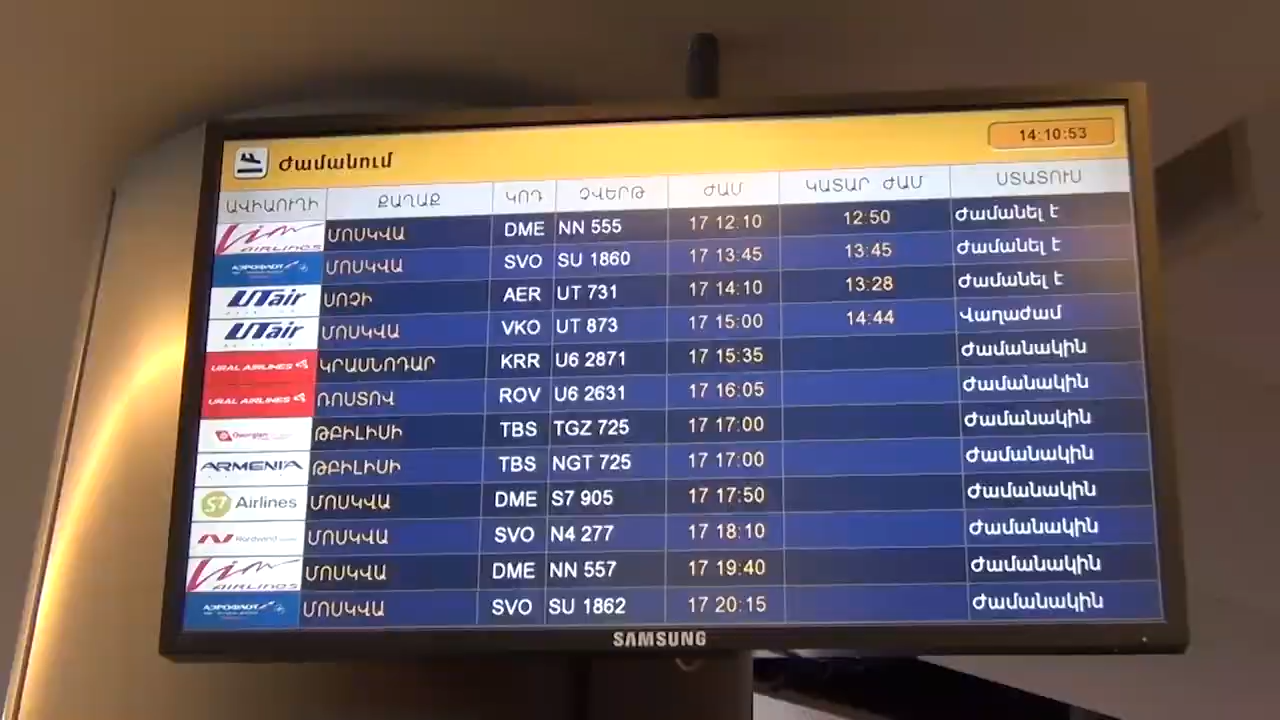 Ժամանում 14:10:53
ԱՎԻԱՈՒՂԻ ՔԱՂԱՔ ԿՈԴ ՉՎԵՐԹ ԺԱՄ ԿԱՏԱՐ ԺԱՄ ՍՏԱՏՈՒՍ
Vim AIRLINES ՄՈՍԿՎԱ DME NN 555 17 12:10 12:50 Ժամանել է
АЭРОФЛОТ ՄՈՍԿՎԱ SVO SU 1860 17 13:45 13:45 Ժամանել է
UTair ՍՈՉԻ AER UT 731 17 14:10 13:28 Ժամանել է
UTair ՄՈՍԿՎԱ VKO UT 873 17 15:00 14:44 Վաղաժամ
URAL AIRLINES ԿՐԱՍՆՈԴԱՐ KRR U6 2871 17 15:35 Ժամանակին
URAL AIRLINES ՌՈՍՏՈՎ ROV U6 2631 17 16:05 Ժամանակին
Georgian ԹԲԻԼԻՍԻ TBS TGZ 725 17 17:00 Ժամանակին
ARMENIA ԹԲԻԼԻՍԻ TBS NGT 725 17 17:00 Ժամանակին
S7 Airlines ՄՈՍԿՎԱ DME S7 905 17 17:50 Ժամանակին
Nordwind ՄՈՍԿՎԱ SVO N4 277 17 18:10 Ժամանակին
Vim AIRLINES ՄՈՍԿՎԱ DME NN 557 17 19:40 Ժամանակին
АЭРОФЛОТ ՄՈՍԿՎԱ SVO SU 1862 17 20:15 Ժամանակին
SAMSUNG